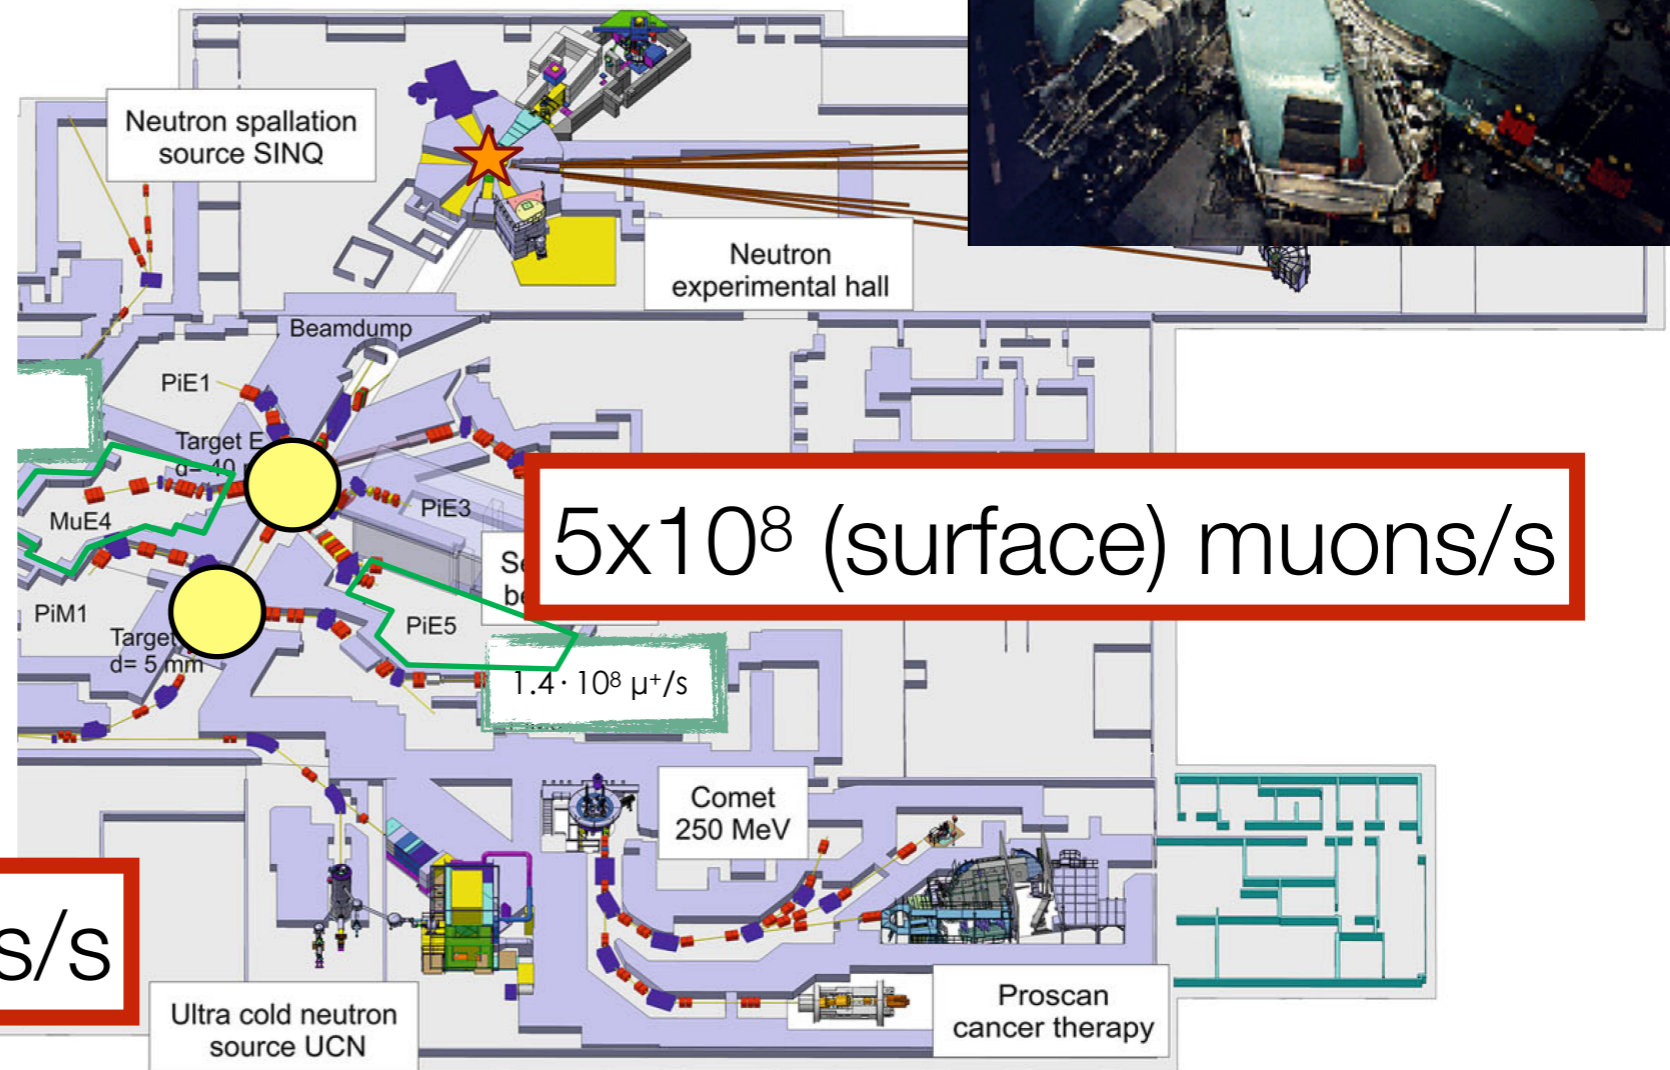 Neutron spallation
source SINQ
Neutron
experimental hall
Beamdump
PiE1
Target E
d= 40
MuE4
PiE3
5x10⁸ (surface) muons/s
PiM1
PiE5
Target
d= 5 mm
1.4· 10⁸ µ⁺/s
Comet
250 MeV
s/s
Ultra cold neutron
source UCN
Proscan
cancer therapy